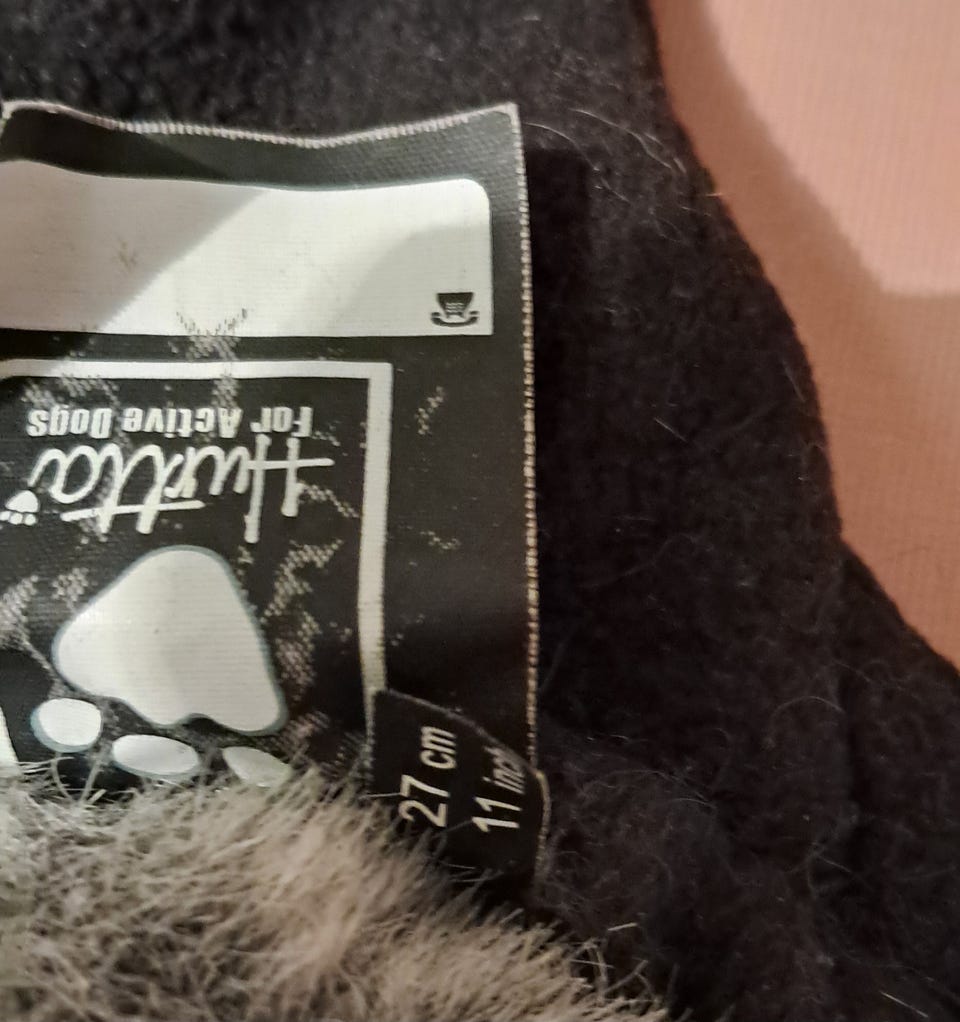 Hurtta
For Active Dogs
27 cm
11 inch